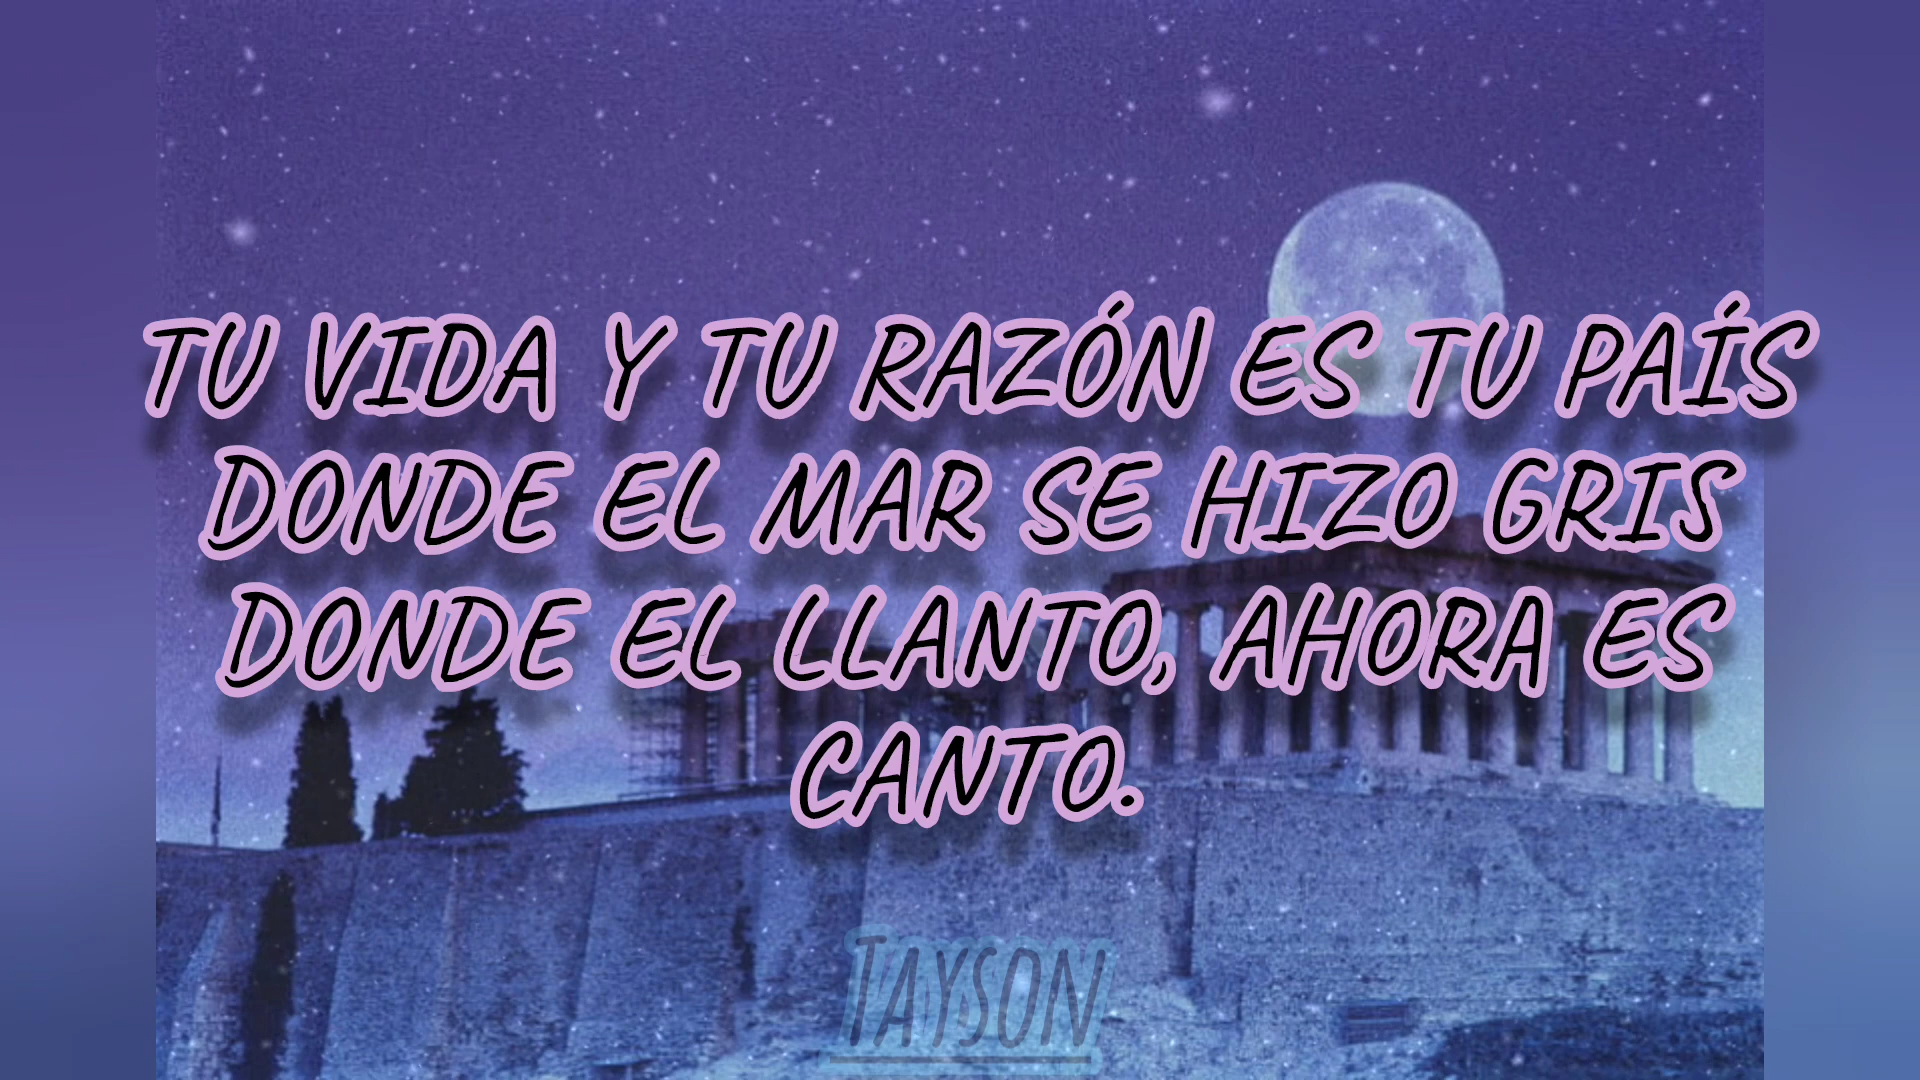 TU VIDA Y TU RAZÓN ES TU PAÍS
DONDE EL MAR SE HIZO GRIS
DONDE EL LLANTO, AHORA ES
CANTO.
TAYSON